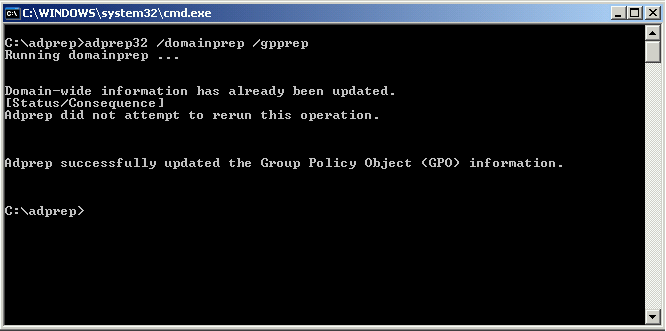 C:\WINDOWS\system32\cmd.exe
C:\adprep>adprep32 /domainprep /gpprep
Running domainprep ...
Domain-wide information has already been updated.
[Status/Consequence]
Adprep did not attempt to rerun this operation.
Adprep successfully updated the Group Policy Object (GPO) information.
C:\adprep>